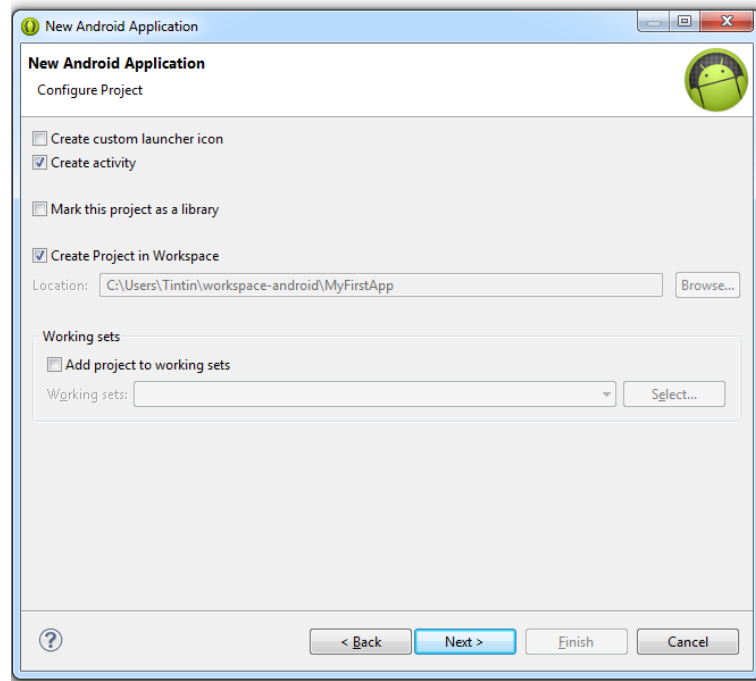 New Android Application
New Android Application
Configure Project
Create custom launcher icon
Create activity
Mark this project as a library
Create Project in Workspace
Location: C:\Users\Tintin\workspace-android\MyFirstApp Browse...
Working sets
Add project to working sets
Working sets: Select...
? < Back Next > Finish Cancel